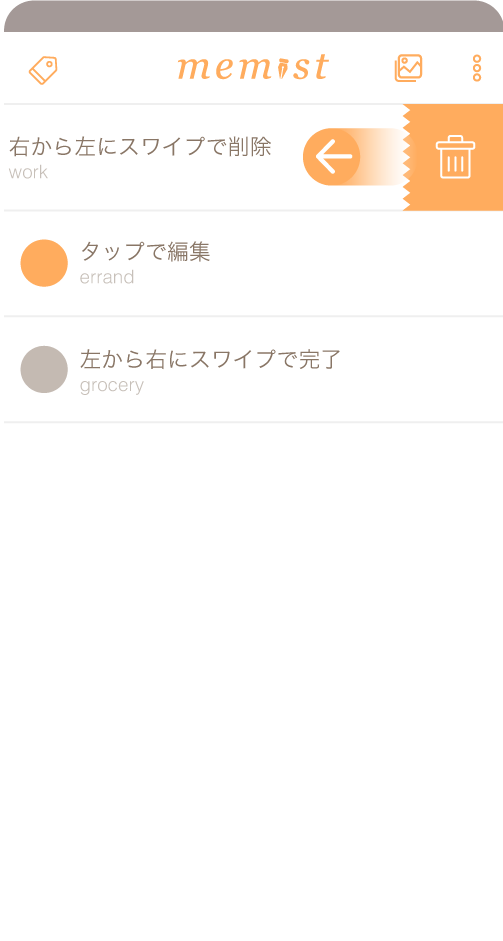 memist
右から左にスワイプで削除
work
タップで編集
errand
左から右にスワイプで完了
grocery